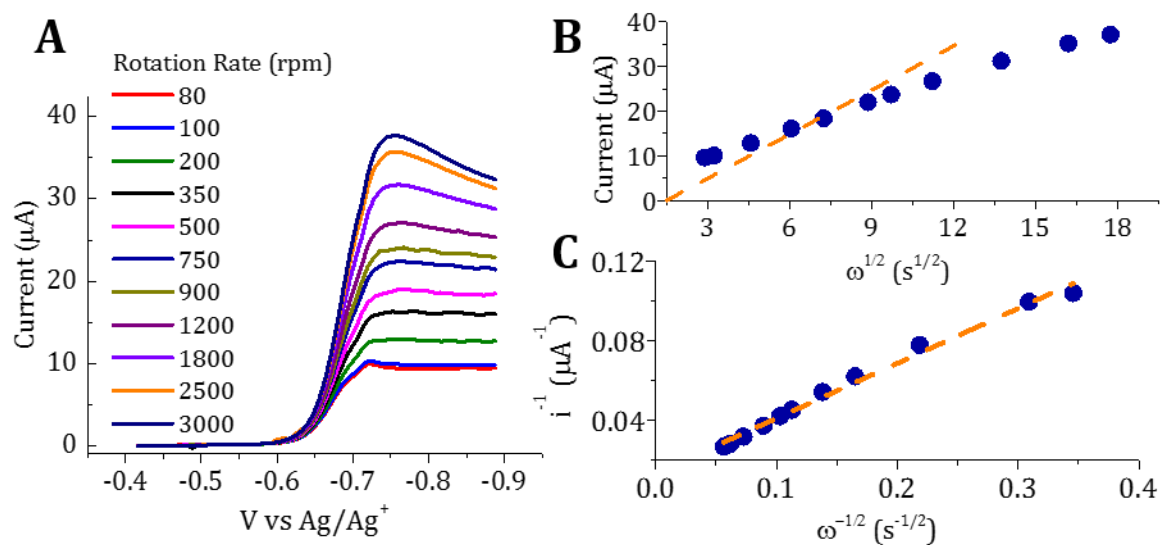 A
Rotation Rate (rpm)
80
100
200
350
500
750
900
1200
1800
2500
3000
40
30
20
10
0
Current (μA)
-0.4 -0.5 -0.6 -0.7 -0.8 -0.9
V vs Ag/Ag⁺
B
40
30
20
10
0
Current (μA)
3 6 9 12 15 18
ω^1/2 (s^1/2)
C
0.12
0.08
0.04
i^-1 (μA^-1)
0.0 0.1 0.2 0.3 0.4
ω^−1/2 (s^-1/2)